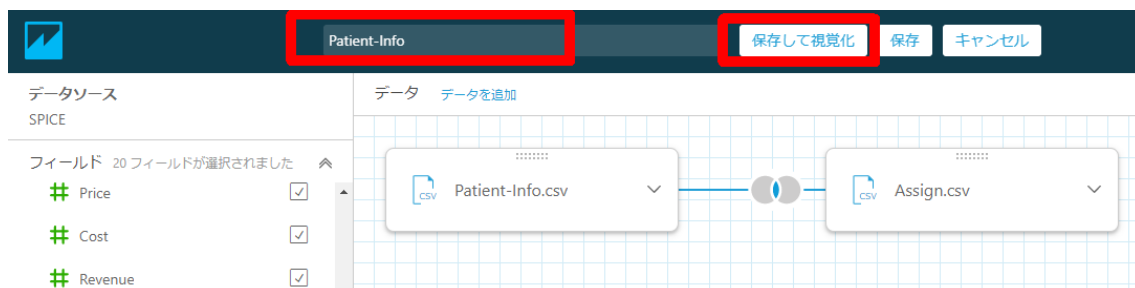 Patient-Info 保存して視覚化 保存 キャンセル
データソース
SPICE
データ データを追加
フィールド 20 フィールドが選択されました
Price
Cost
Revenue
CSV Patient-Info.csv
CSV Assign.csv